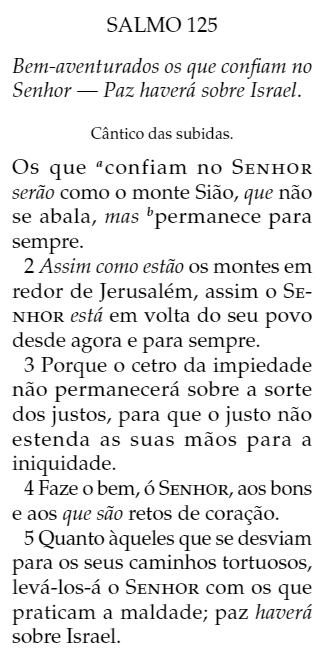 SALMO 125
Bem-aventurados os que confiam no
Senhor — Paz haverá sobre Israel.
Cântico das subidas.
Os que ᵃconfiam no SENHOR
serão como o monte Sião, que não
se abala, mas ᵇpermanece para
sempre.
2 Assim como estão os montes em
redor de Jerusalém, assim o SE-
NHOR está em volta do seu povo
desde agora e para sempre.
3 Porque o cetro da impiedade
não permanecerá sobre a sorte
dos justos, para que o justo não
estenda as suas mãos para a
iniquidade.
4 Faze o bem, ó SENHOR, aos bons
e aos que são retos de coração.
5 Quanto àqueles que se desviam
para os seus caminhos tortuosos,
levá-los-á o SENHOR com os que
praticam a maldade; paz haverá
sobre Israel.